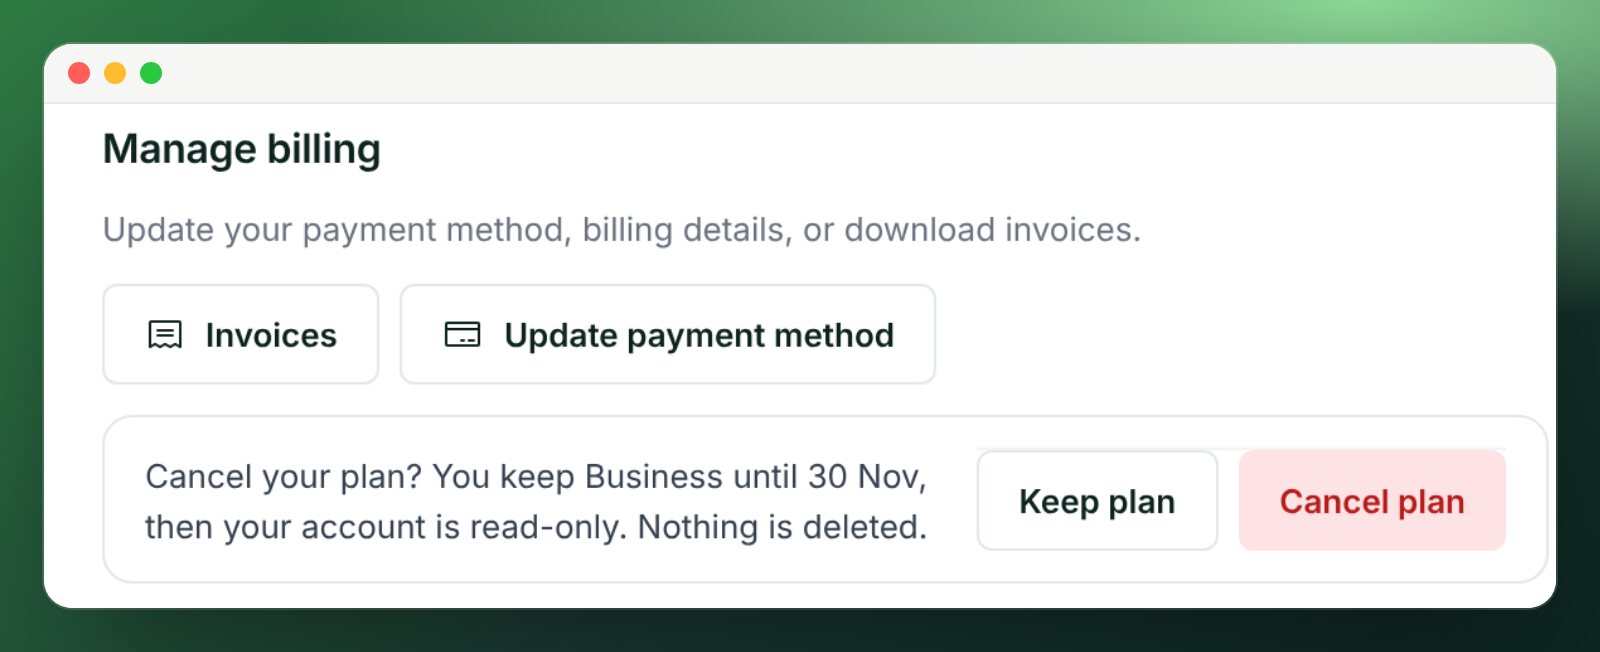 Manage billing
Update your payment method, billing details, or download invoices.
Invoices
Update payment method
Cancel your plan? You keep Business until 30 Nov,
then your account is read-only. Nothing is deleted.
Keep plan
Cancel plan